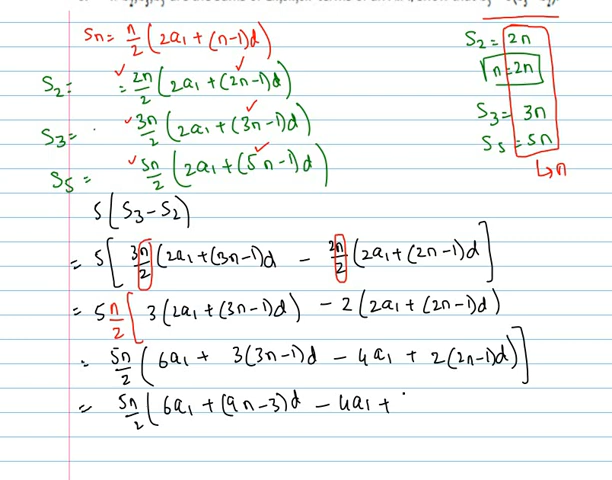 Sn = n/2 (2a₁ + (n-1)d)
S₂ = = 2n/2 (2a₁ + (2n-1)d)
S₃ = 3n/2 (2a₁ + (3n-1)d)
S₅ = 5n/2 (2a₁ + (5n-1)d)
S₂ = 2n
n = 2n
S₃ = 3n
S₅ = 5n
↳ n
5(S₃ - S₂)
= 5[3n/2 (2a₁ + (3n-1)d - 2n/2 (2a₁ + (2n-1)d]
= 5 n/2 [3(2a₁ + (3n-1)d) - 2(2a₁ + (2n-1)d)
= 5n/2 (6a₁ + 3(3n-1)d - 4a₁ + 2(2n-1)d)]
= 5n/2 (6a₁ + (9n-3)d - 4a₁ +